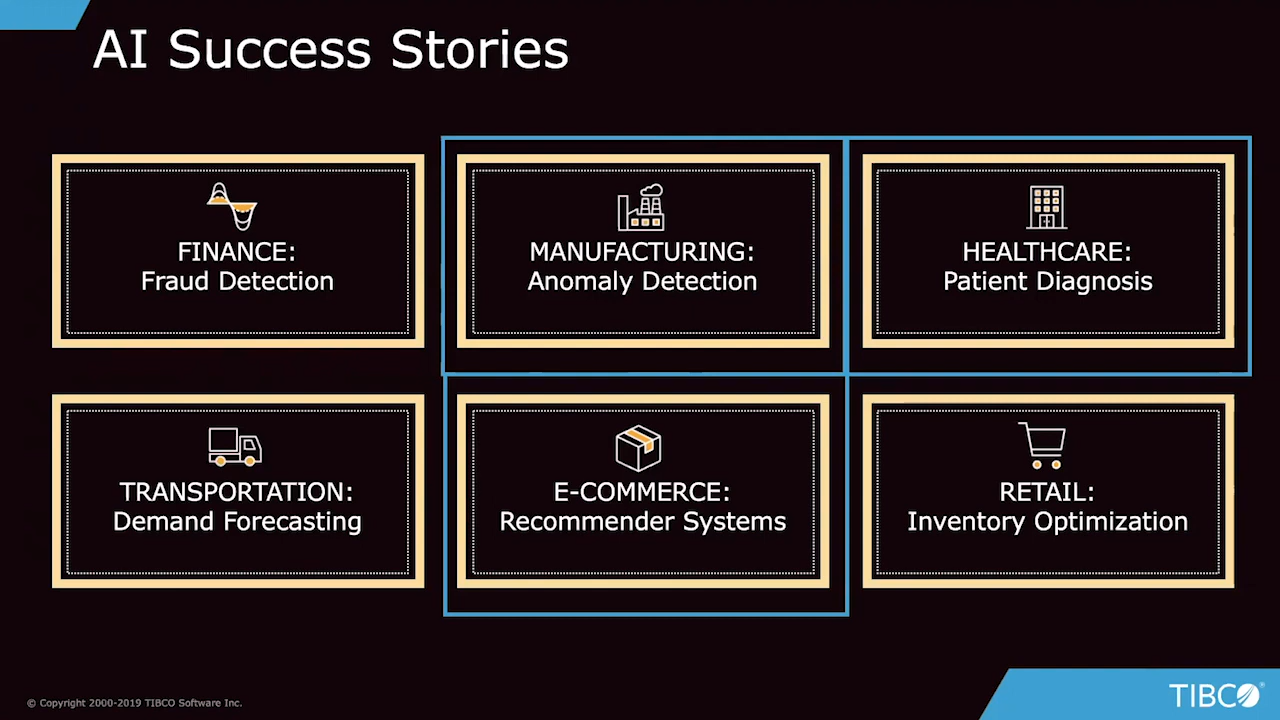 AI Success Stories
FINANCE:
Fraud Detection
MANUFACTURING:
Anomaly Detection
HEALTHCARE:
Patient Diagnosis
TRANSPORTATION:
Demand Forecasting
E-COMMERCE:
Recommender Systems
RETAIL:
Inventory Optimization
© Copyright 2000-2019 TIBCO Software Inc.
TIBCO®